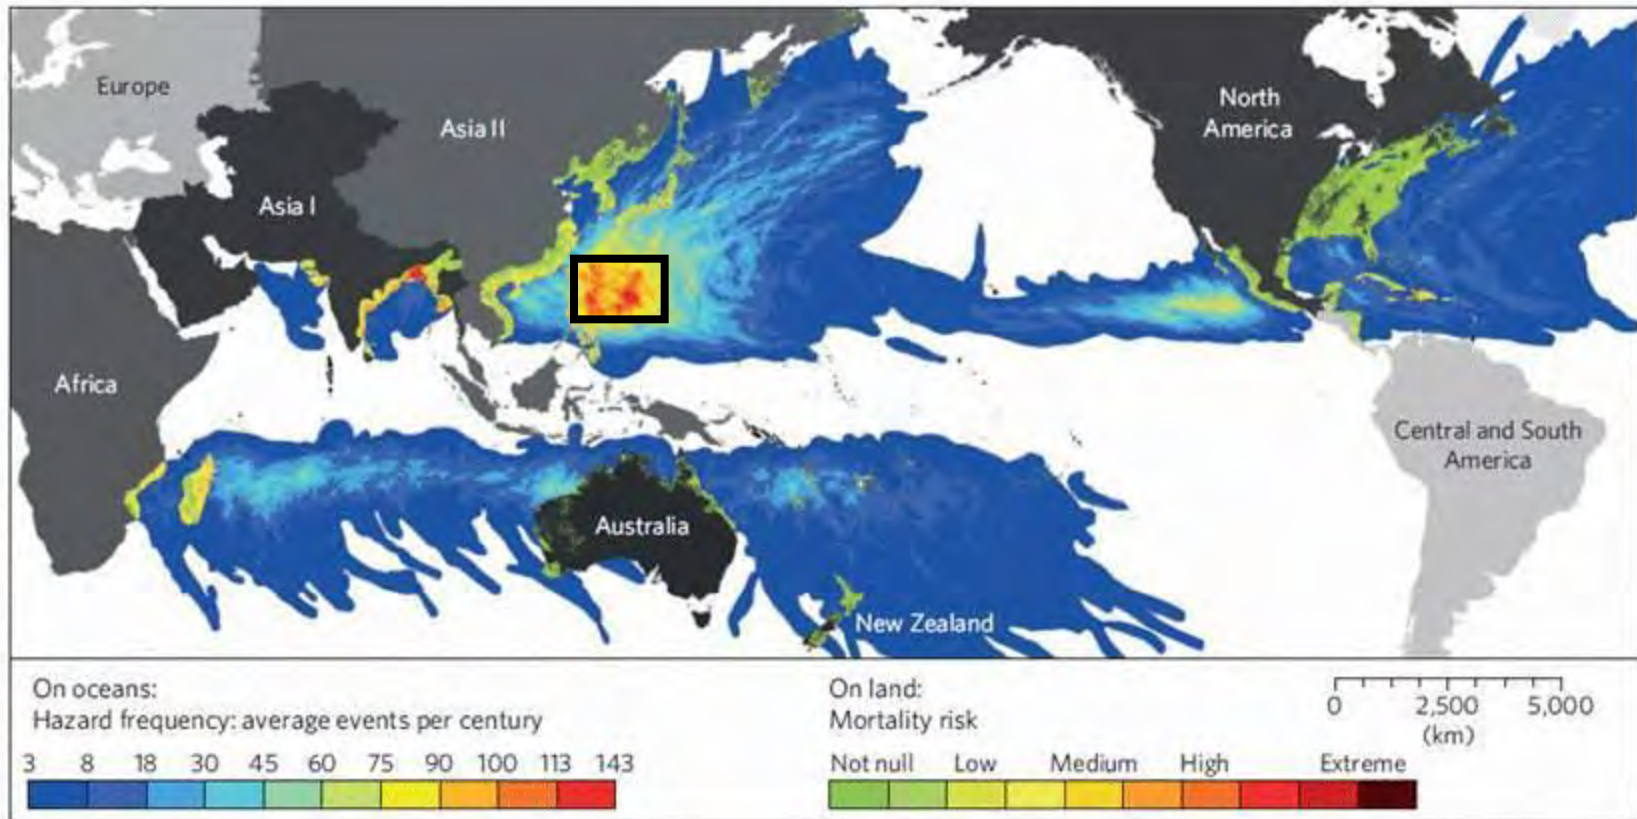 Europe
Asia II
North
America
Asia I
Africa
Central and South
America
Australia
New Zealand
On oceans:
Hazard frequency: average events per century
3 8 18 30 45 60 75 90 100 113 143
On land:
Mortality risk
Not null Low Medium High Extreme
0 2,500 5,000
(km)